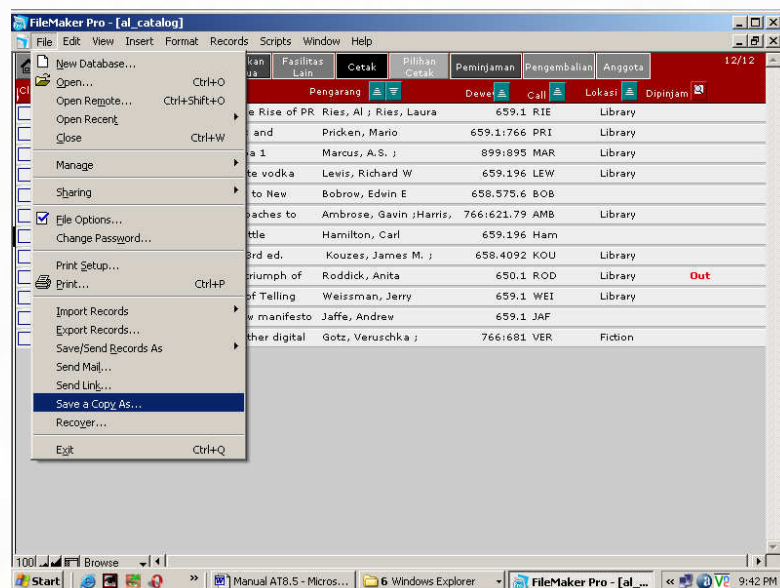 FileMaker Pro - [al_catalog]
File Edit View Insert Format Records Scripts Window Help
New Database...
Open... Ctrl+O
Open Remote... Ctrl+Shift+O
Open Recent
Close Ctrl+W
Manage
Sharing
File Options...
Change Password...
Print Setup...
Print... Ctrl+P
Import Records
Export Records...
Save/Send Records As
Send Mail...
Send Link...
Save a Copy As...
Recover...
Exit Ctrl+Q
Fasilitas Lain
Cetak
Pilihan Cetak
Peminjaman
Pengembalian
Anggota
12/12
Pengarang Dewey Call Lokasi Dipinjam
e Rise of PR Ries, Al ; Ries, Laura 659.1 RIE Library
and Pricken, Mario 659.1:766 PRI Library
a 1 Marcus, A.S. ; 899:895 MAR Library
te vodka Lewis, Richard W 659.196 LEW Library
to New Bobrow, Edwin E 658.575.6 BOB
oaches to Ambrose, Gavin ;Harris, 766:621.79 AMB Library
ttle Hamilton, Carl 659.196 Ham
3rd ed. Kouzes, James M. ; 658.4092 KOU Library
riumph of Roddick, Anita 650.1 ROD Library Out
of Telling Weissman, Jerry 659.1 WEI Library
w manifesto Jaffe, Andrew 659.1 JAF
ther digital Gotz, Veruschka ; 766:681 VER Fiction
100 Browse
Start » Manual AT8.5 - Micros... 6 Windows Explorer FileMaker Pro - [al_... « 9:42 PM